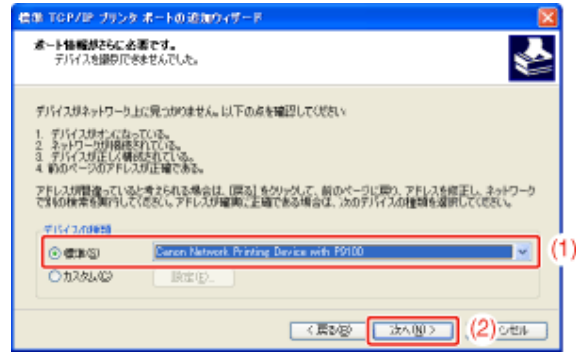 標準 TCP/IP プリンタ ポートの追加ウィザード
ポート情報がさらに必要です。
デバイスを識別できませんでした。
デバイスがネットワーク上に見つかりません。以下の点を確認してください:
1. デバイスがオンになっている。
2. ネットワークが接続されている。
3. デバイスが正しく構成されている。
4. 前のページのアドレスが正確である。
アドレスが間違っていると考えられる場合は、[戻る] をクリックして、前のページに戻り、アドレスを修正し、ネットワーク
で別の検索を実行してください。アドレスが確実に正確である場合は、次のデバイスの種類を選択してください。
デバイスの種類
標準(S)
Canon Network Printing Device with P9100
(1)
カスタム(C)
設定(E)...
< 戻る(B)
次へ(N) >
(2)
ンセル